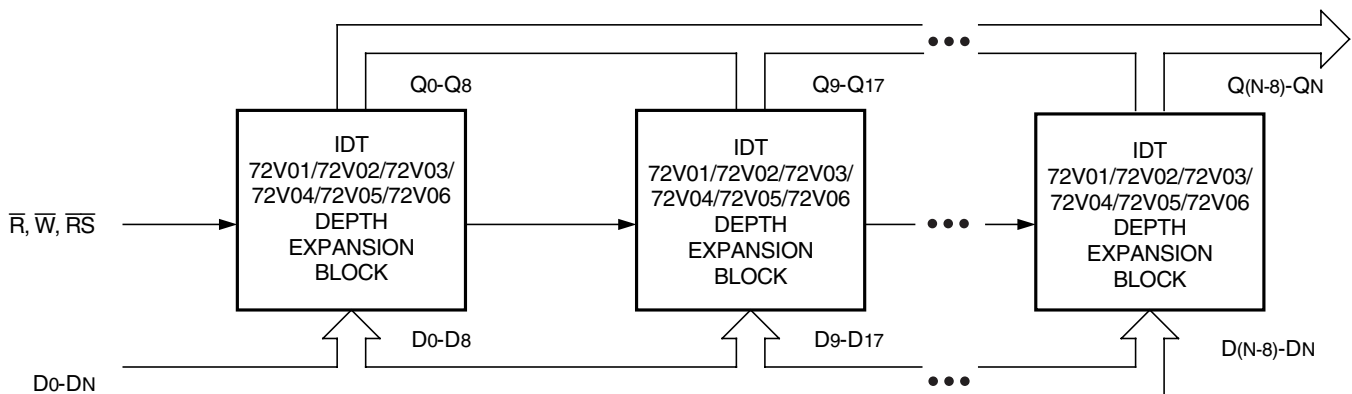 •••
Q0-Q8
Q9-Q17
Q(N-8)-QN
IDT
72V01/72V02/72V03/
72V04/72V05/72V06
DEPTH
EXPANSION
BLOCK
IDT
72V01/72V02/72V03/
72V04/72V05/72V06
DEPTH
EXPANSION
BLOCK
IDT
72V01/72V02/72V03/
72V04/72V05/72V06
DEPTH
EXPANSION
BLOCK
R̅, W̅, R̅S̅
•••
D0-D8
D9-D17
D(N-8)-DN
D0-DN
•••